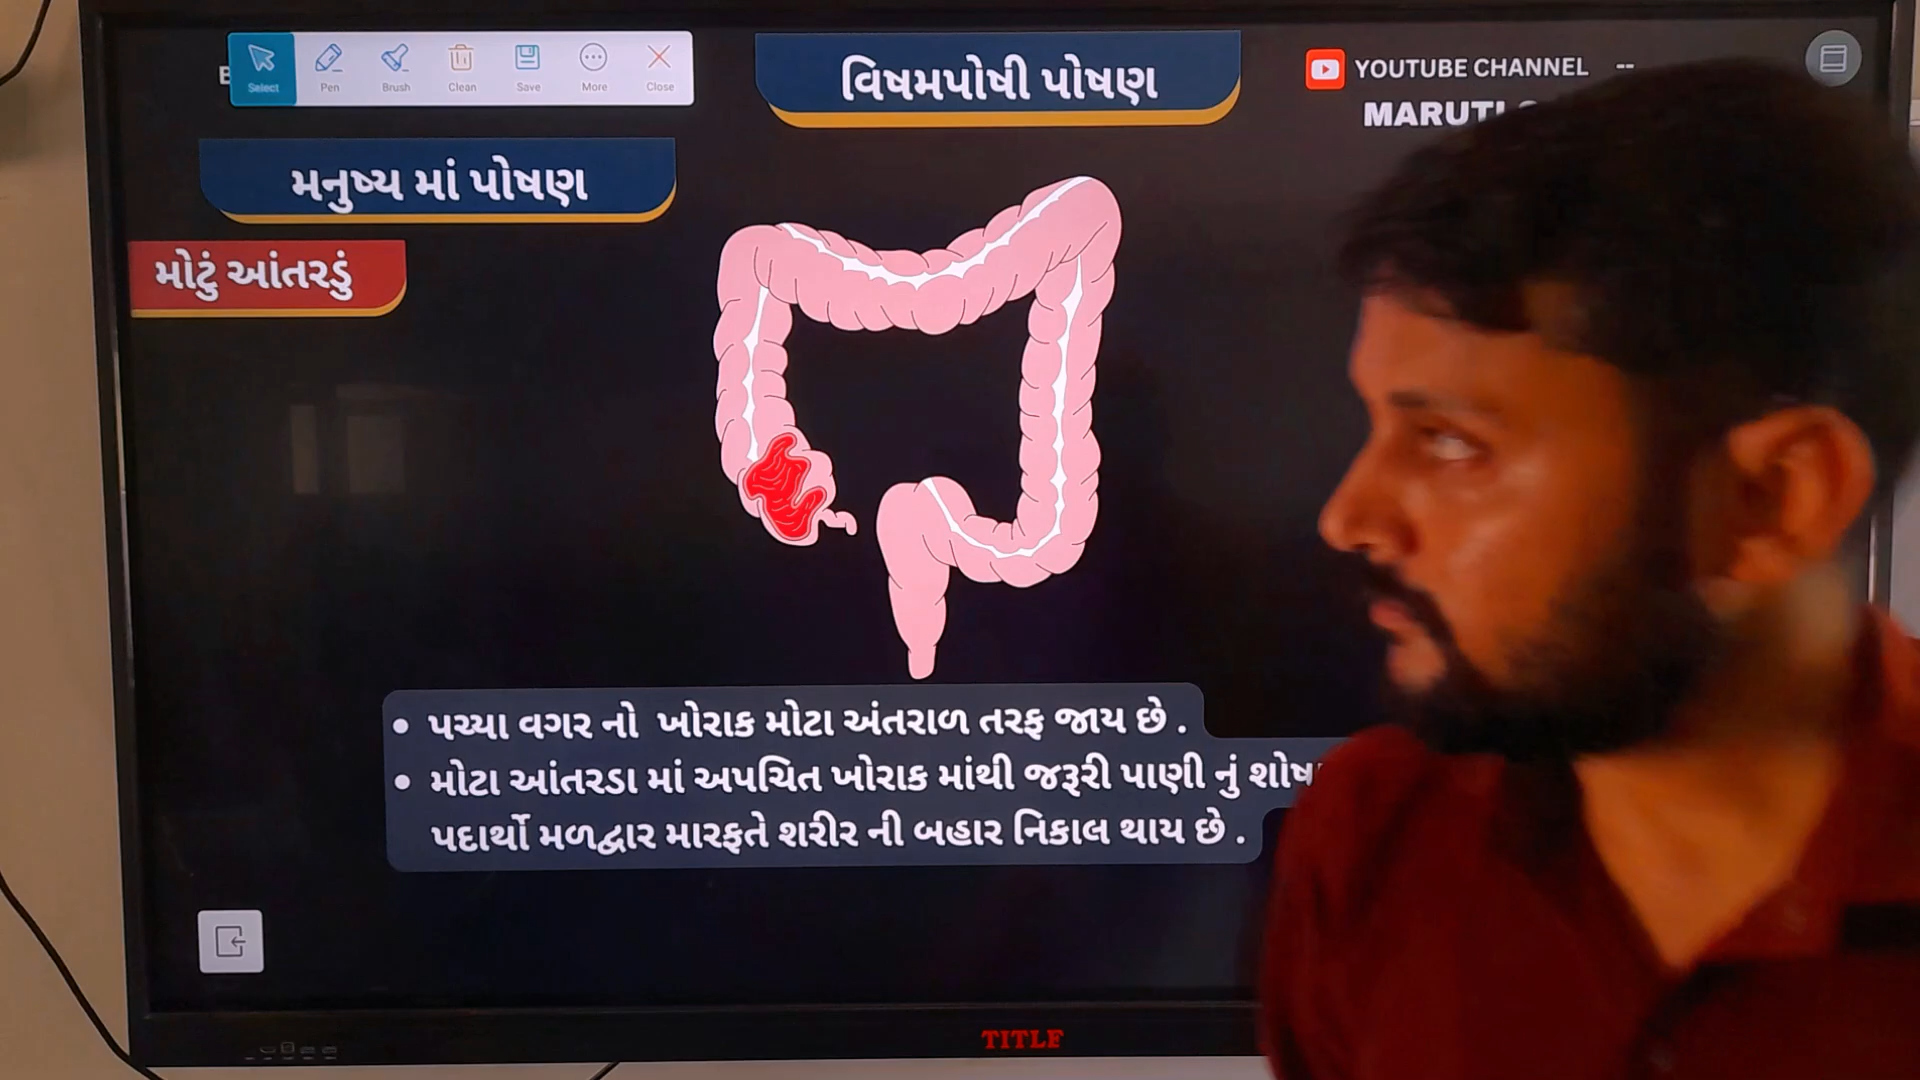 Select Pen Brush Clean Save More Close
વિષમપોષી પોષણ
YOUTUBE CHANNEL --
મનુષ્ય માં પોષણ
મોટું આંતરડું
• પચ્યા વગર નો ખોરાક મોટા અંતરાળ તરફ જાય છે .
• મોટા આંતરડા માં અપચિત ખોરાક માંથી જરૂરી પાણી નું
પદાર્થો મળદ્વાર મારફતે શરીર ની બહાર નિકાલ થાય છે .
TITLE